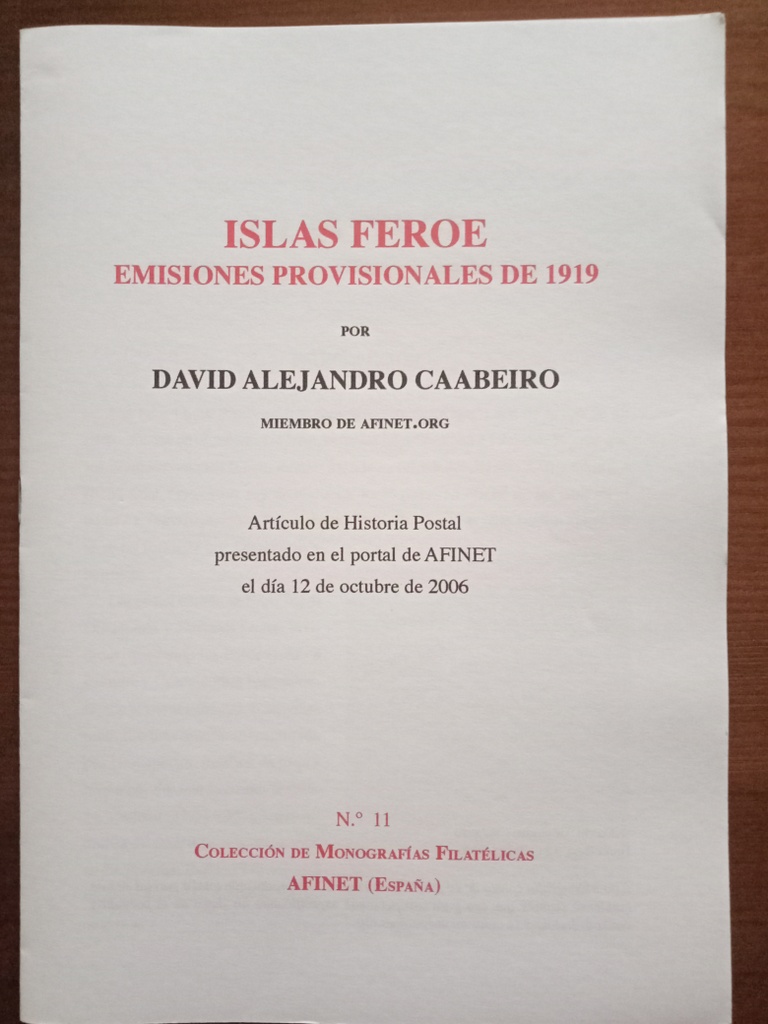 ISLAS FEROE
EMISIONES PROVISIONALES DE 1919
POR
DAVID ALEJANDRO CAABEIRO
MIEMBRO DE AFINET.ORG
Artículo de Historia Postal
presentado en el portal de AFINET
el día 12 de octubre de 2006
N.º 11
COLECCIÓN DE MONOGRAFÍAS FILATÉLICAS
AFINET (ESPAÑA)